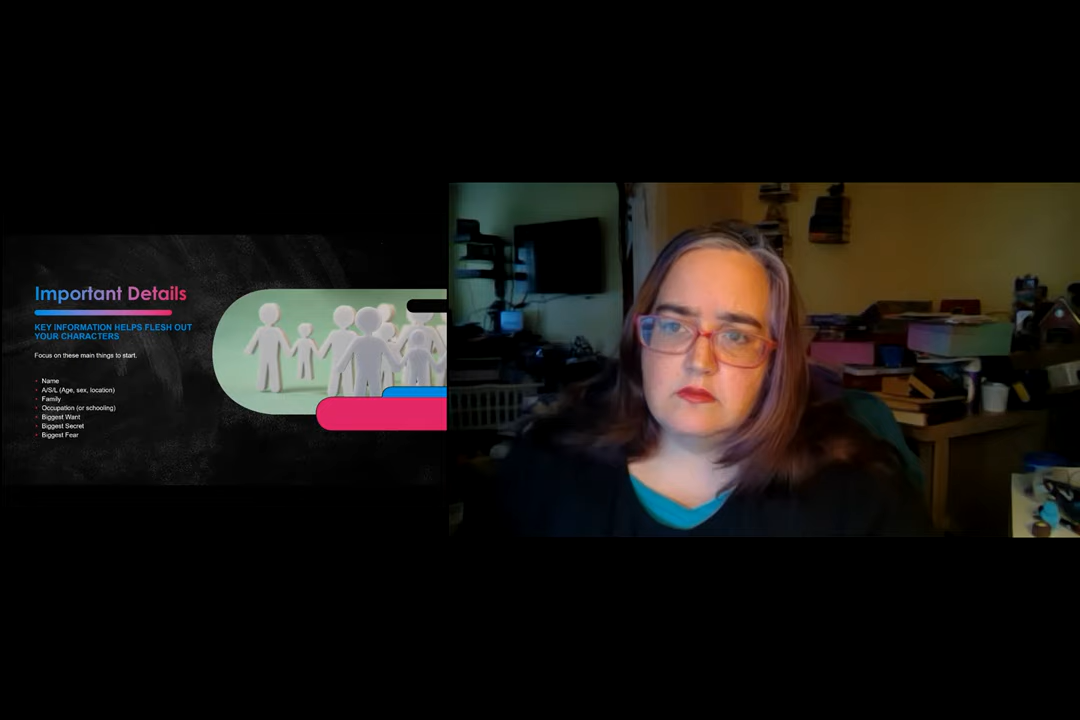 Important Details
KEY INFORMATION HELPS FLESH OUT
YOUR CHARACTERS
Focus on these main things to start.
Name
A/S/L (Age, sex, location)
Family
Occupation (or schooling)
Biggest Want
Biggest Secret
Biggest Fear